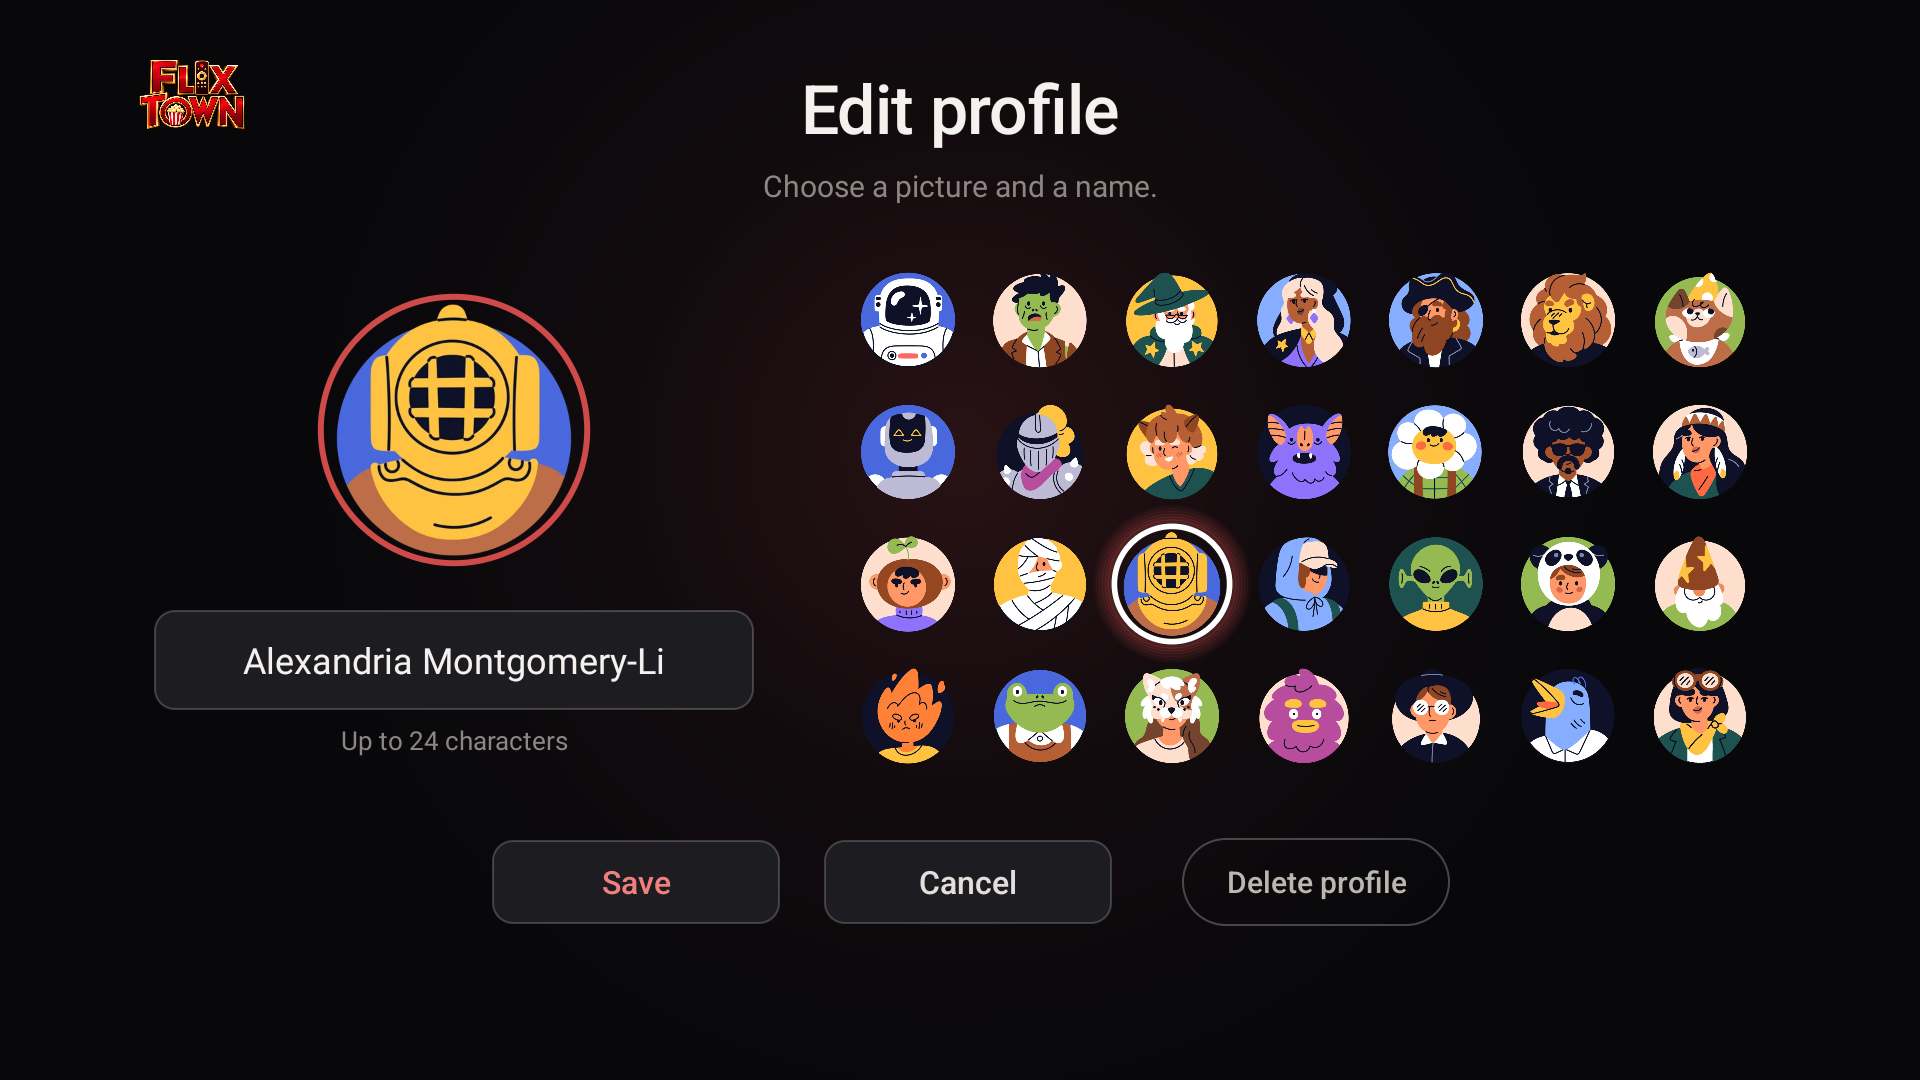 FLIX
TOWN
Edit profile
Choose a picture and a name.
Alexandria Montgomery-Li
Up to 24 characters
Save
Cancel
Delete profile